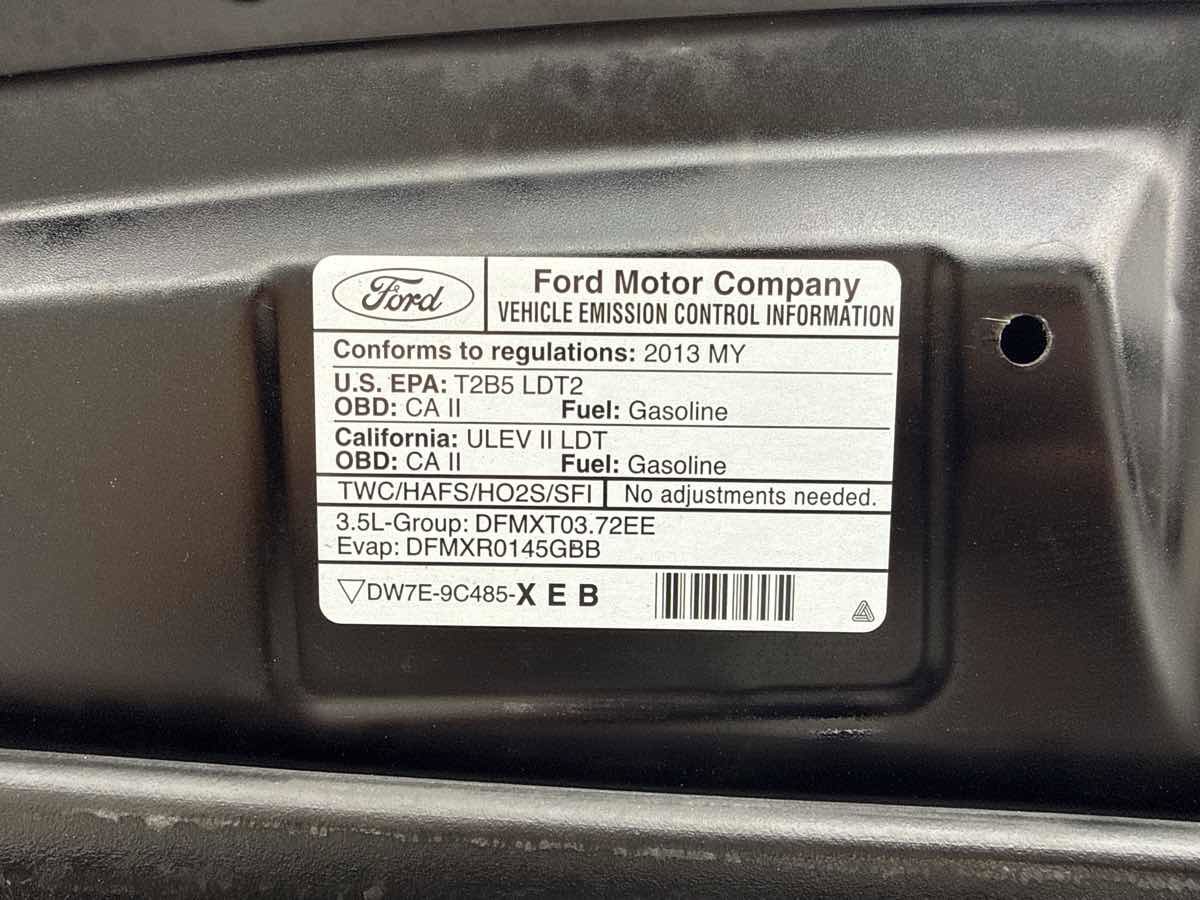 Ford
Ford Motor Company
VEHICLE EMISSION CONTROL INFORMATION
Conforms to regulations: 2013 MY
U.S. EPA: T2B5 LDT2
OBD: CA II Fuel: Gasoline
California: ULEV II LDT
OBD: CA II Fuel: Gasoline
TWC/HAFS/HO2S/SFI No adjustments needed.
3.5L-Group: DFMXT03.72EE
Evap: DFMXR0145GBB
DW7E-9C485-X E B